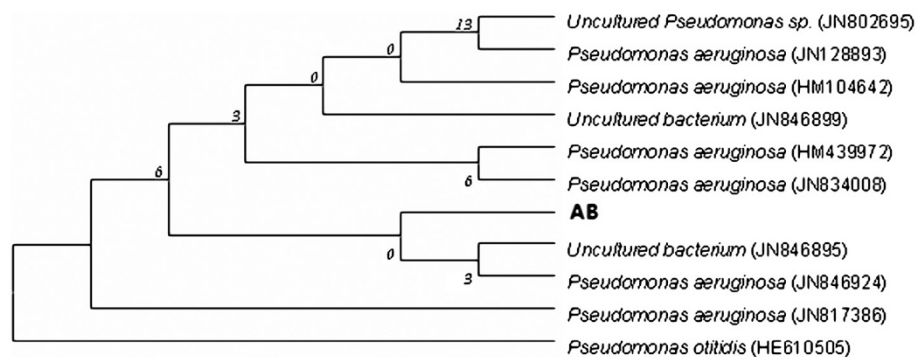 13 Uncultured Pseudomonas sp. (JN802695)
0 Pseudomonas aeruginosa (JN128893)
0 Pseudomonas aeruginosa (HM104642)
3 Uncultured bacterium (JN846899)
Pseudomonas aeruginosa (HM439972)
6 6 Pseudomonas aeruginosa (JN834008)
AB
0 Uncultured bacterium (JN846895)
3 Pseudomonas aeruginosa (JN846924)
Pseudomonas aeruginosa (JN817386)
Pseudomonas otitidis (HE610505)